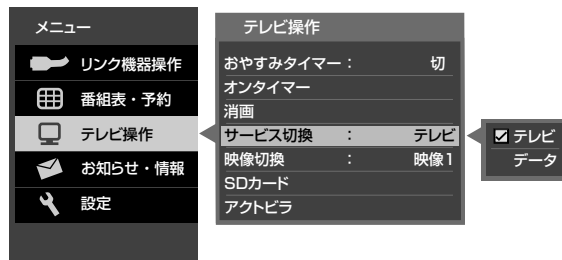 メニュー
リンク機器操作
番組表・予約
テレビ操作
お知らせ・情報
設定
テレビ操作
おやすみタイマー： 切
オンタイマー
消画
サービス切換 ： テレビ
映像切換 ： 映像1
SDカード
アクトビラ
テレビ
データ